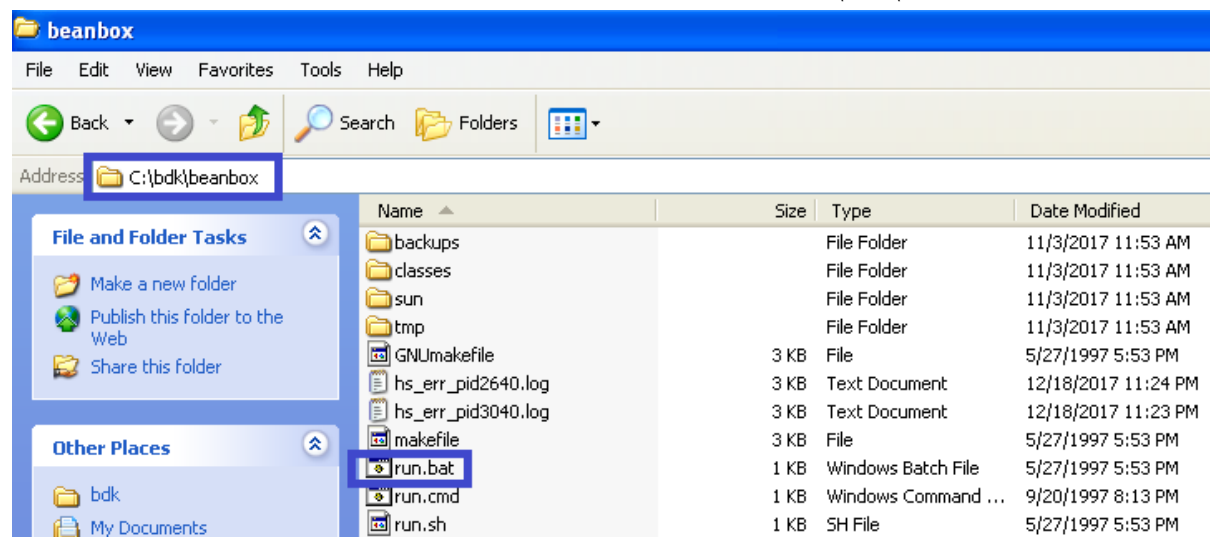 beanbox
File Edit View Favorites Tools Help
Back Search Folders
Address C:\bdk\beanbox
Name Size Type Date Modified
File and Folder Tasks
Make a new folder
Publish this folder to the
Web
Share this folder
Other Places
bdk
My Documents
backups File Folder 11/3/2017 11:53 AM
classes File Folder 11/3/2017 11:53 AM
sun File Folder 11/3/2017 11:53 AM
tmp File Folder 11/3/2017 11:53 AM
GNUmakefile 3 KB File 5/27/1997 5:53 PM
hs_err_pid2640.log 3 KB Text Document 12/18/2017 11:24 PM
hs_err_pid3040.log 3 KB Text Document 12/18/2017 11:23 PM
makefile 3 KB File 5/27/1997 5:53 PM
run.bat 1 KB Windows Batch File 5/27/1997 5:53 PM
run.cmd 1 KB Windows Command ... 9/20/1997 8:13 PM
run.sh 1 KB SH File 5/27/1997 5:53 PM